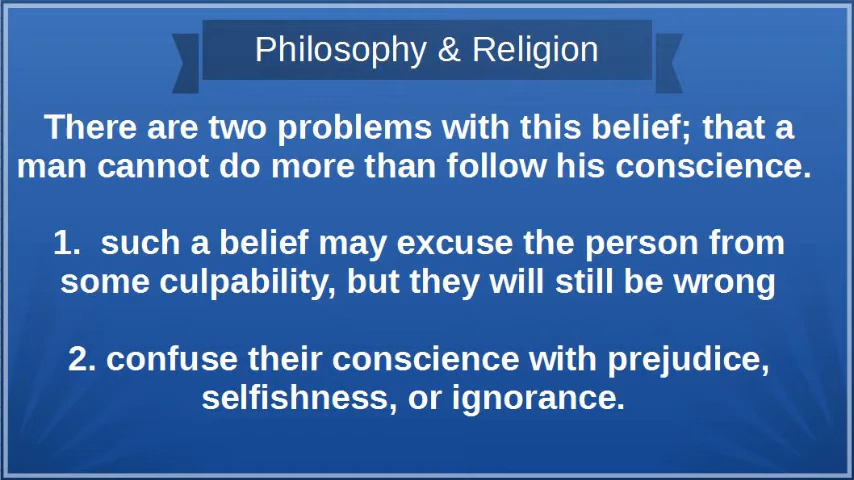 Philosophy & Religion
There are two problems with this belief; that a
man cannot do more than follow his conscience.
1.  such a belief may excuse the person from
some culpability, but they will still be wrong
2. confuse their conscience with prejudice,
selfishness, or ignorance.